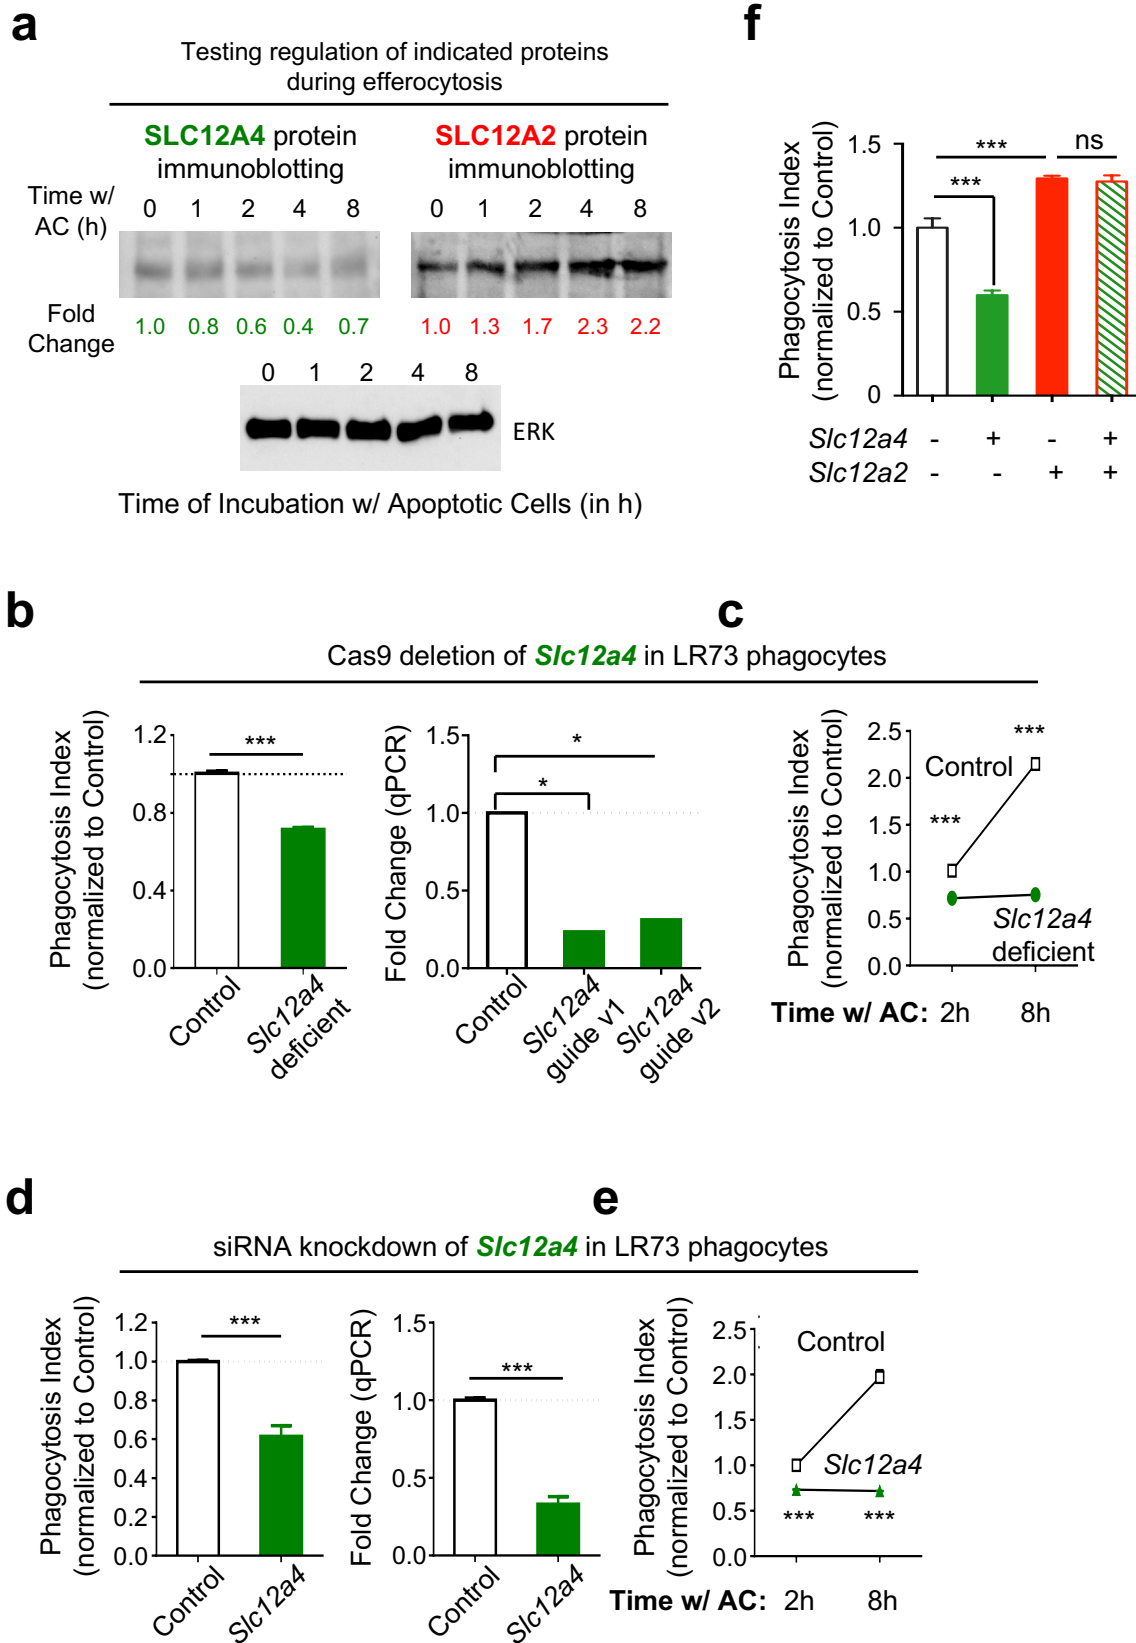 a
Testing regulation of indicated proteins
during efferocytosis
SLC12A4 protein
immunoblotting
SLC12A2 protein
immunoblotting
Time w/
AC (h)
0 1 2 4 8
0 1 2 4 8
Fold
Change
1.0 0.8 0.6 0.4 0.7
1.0 1.3 1.7 2.3 2.2
0 1 2 4 8
ERK
Time of Incubation w/ Apoptotic Cells (in h)
f
Phagocytosis Index
(normalized to Control)
1.5
1.0
0.5
0
***
***
ns
Slc12a4 - + - +
Slc12a2 - - + +
b
c
Cas9 deletion of Slc12a4 in LR73 phagocytes
Phagocytosis Index
(normalized to Control)
1.2
0.8
0.4
0.0
***
Control
Slc12a4
deficient
Fold Change (qPCR)
1.5
1.0
0.5
0.0
*
*
Control
Slc12a4
guide v1
Slc12a4
guide v2
Phagocytosis Index
(normalized to Control)
2.5
2.0
1.5
1.0
0.5
0.0
***
Control
***
Slc12a4
deficient
Time w/ AC: 2h 8h
d
e
siRNA knockdown of Slc12a4 in LR73 phagocytes
Phagocytosis Index
(normalized to Control)
1.2
1.0
0.8
0.6
0.4
0.2
0.0
***
Control
Slc12a4
Fold Change (qPCR)
1.5
1.0
0.5
0.0
***
Control
Slc12a4
Phagocytosis Index
(normalized to Control)
2.5
2.0
1.5
1.0
0.5
0.0
Control
Slc12a4
*** ***
Time w/ AC: 2h 8h